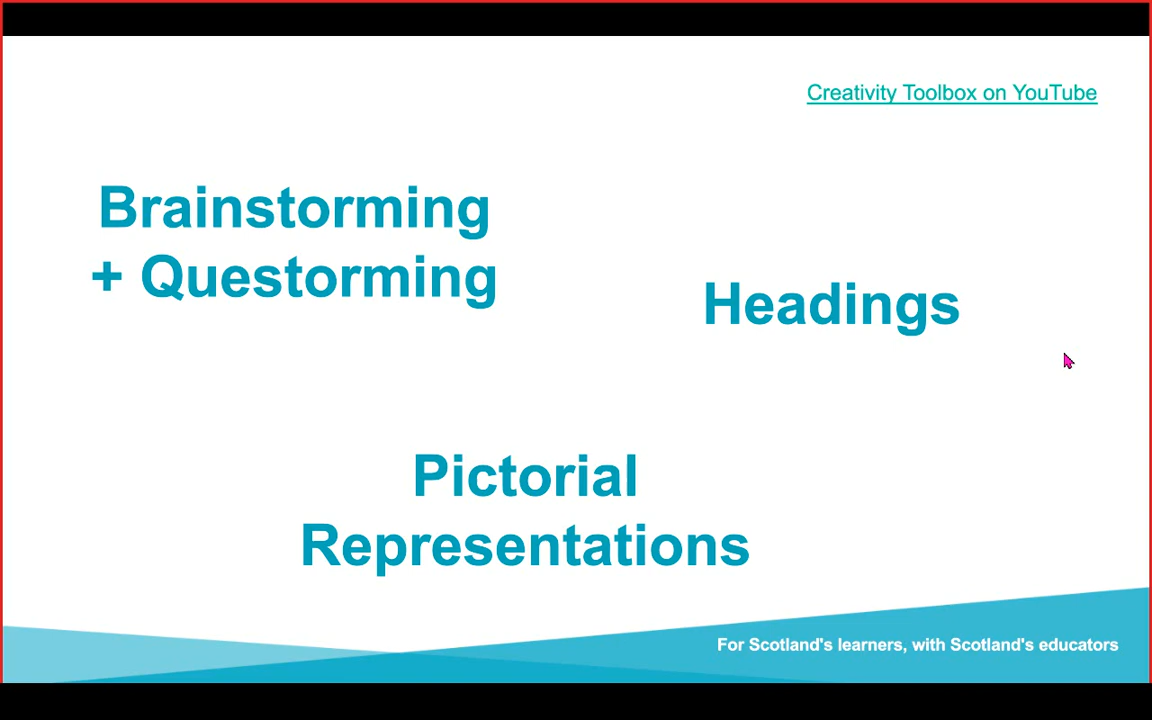 Creativity Toolbox on YouTube
Brainstorming
+ Questorming
Headings
Pictorial
Representations
For Scotland's learners, with Scotland's educators